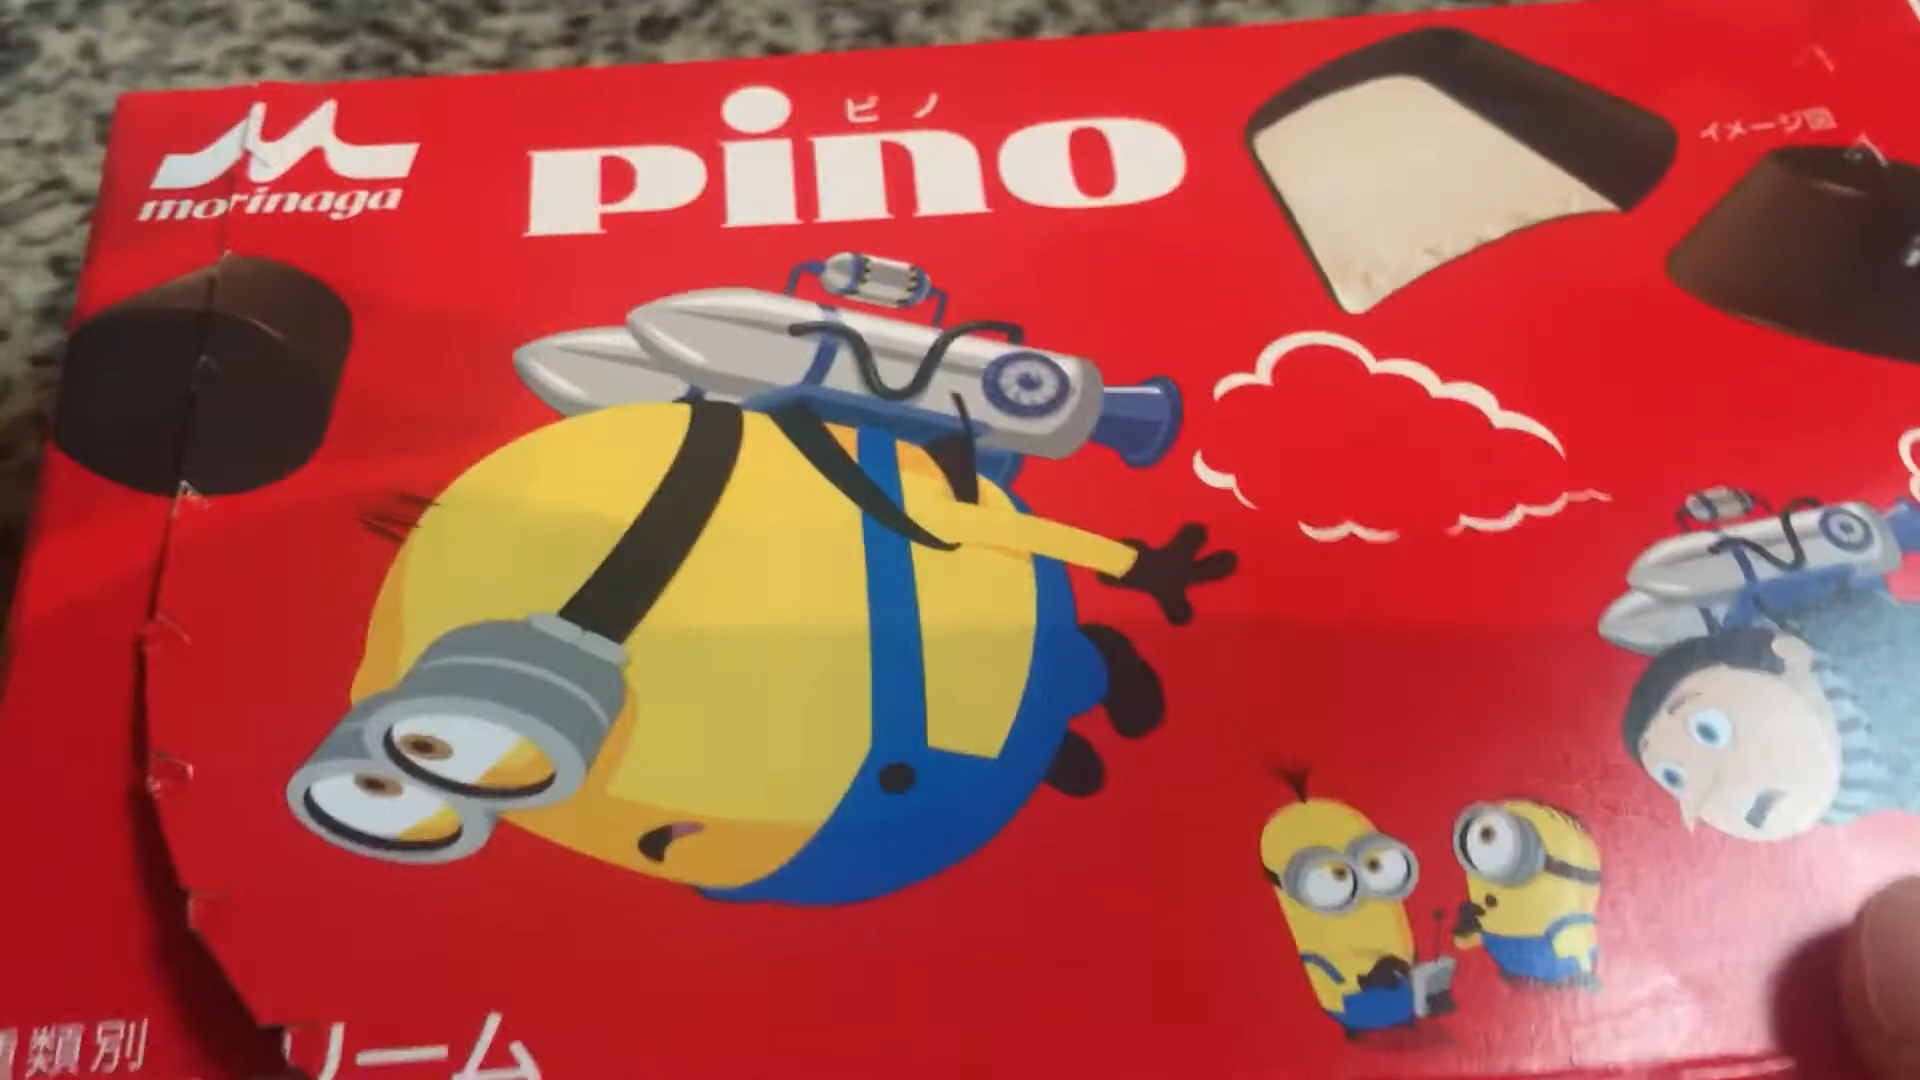 morinaga
ピノ
pino
イメージ図
類別
リーム